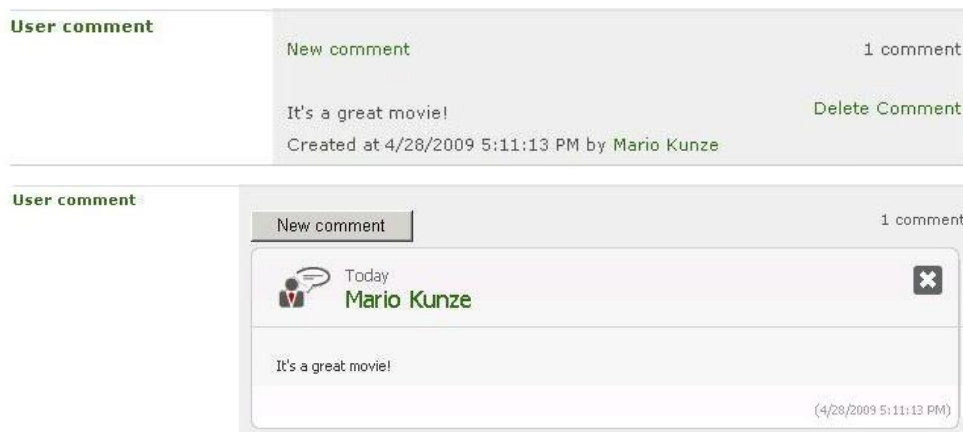 User comment
New comment
1 comment
It's a great movie!
Delete Comment
Created at 4/28/2009 5:11:13 PM by Mario Kunze
User comment
New comment
1 comment
Today
Mario Kunze
It's a great movie!
(4/28/2009 5:11:13 PM)